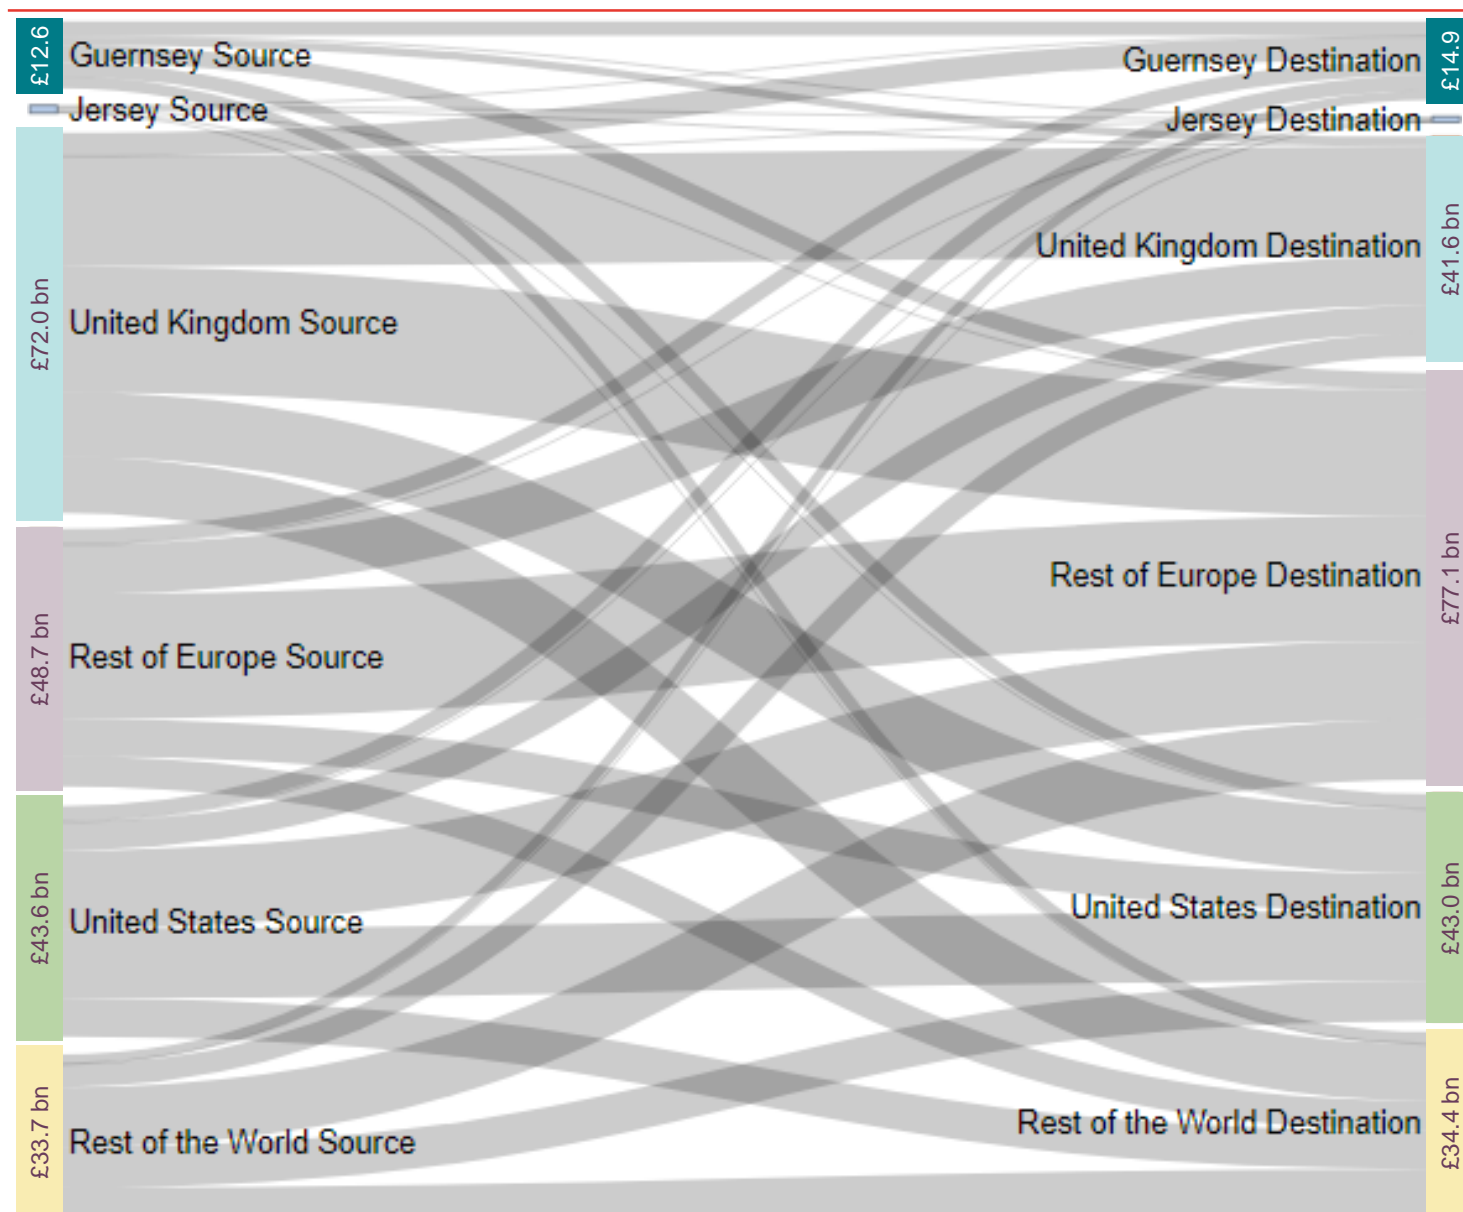 £12.6
Guernsey Source
Jersey Source
£72.0 bn
United Kingdom Source
£48.7 bn
Rest of Europe Source
£43.6 bn
United States Source
£33.7 bn
Rest of the World Source
£14.9
Guernsey Destination
Jersey Destination
£41.6 bn
United Kingdom Destination
£77.1 bn
Rest of Europe Destination
£43.0 bn
United States Destination
£34.4 bn
Rest of the World Destination